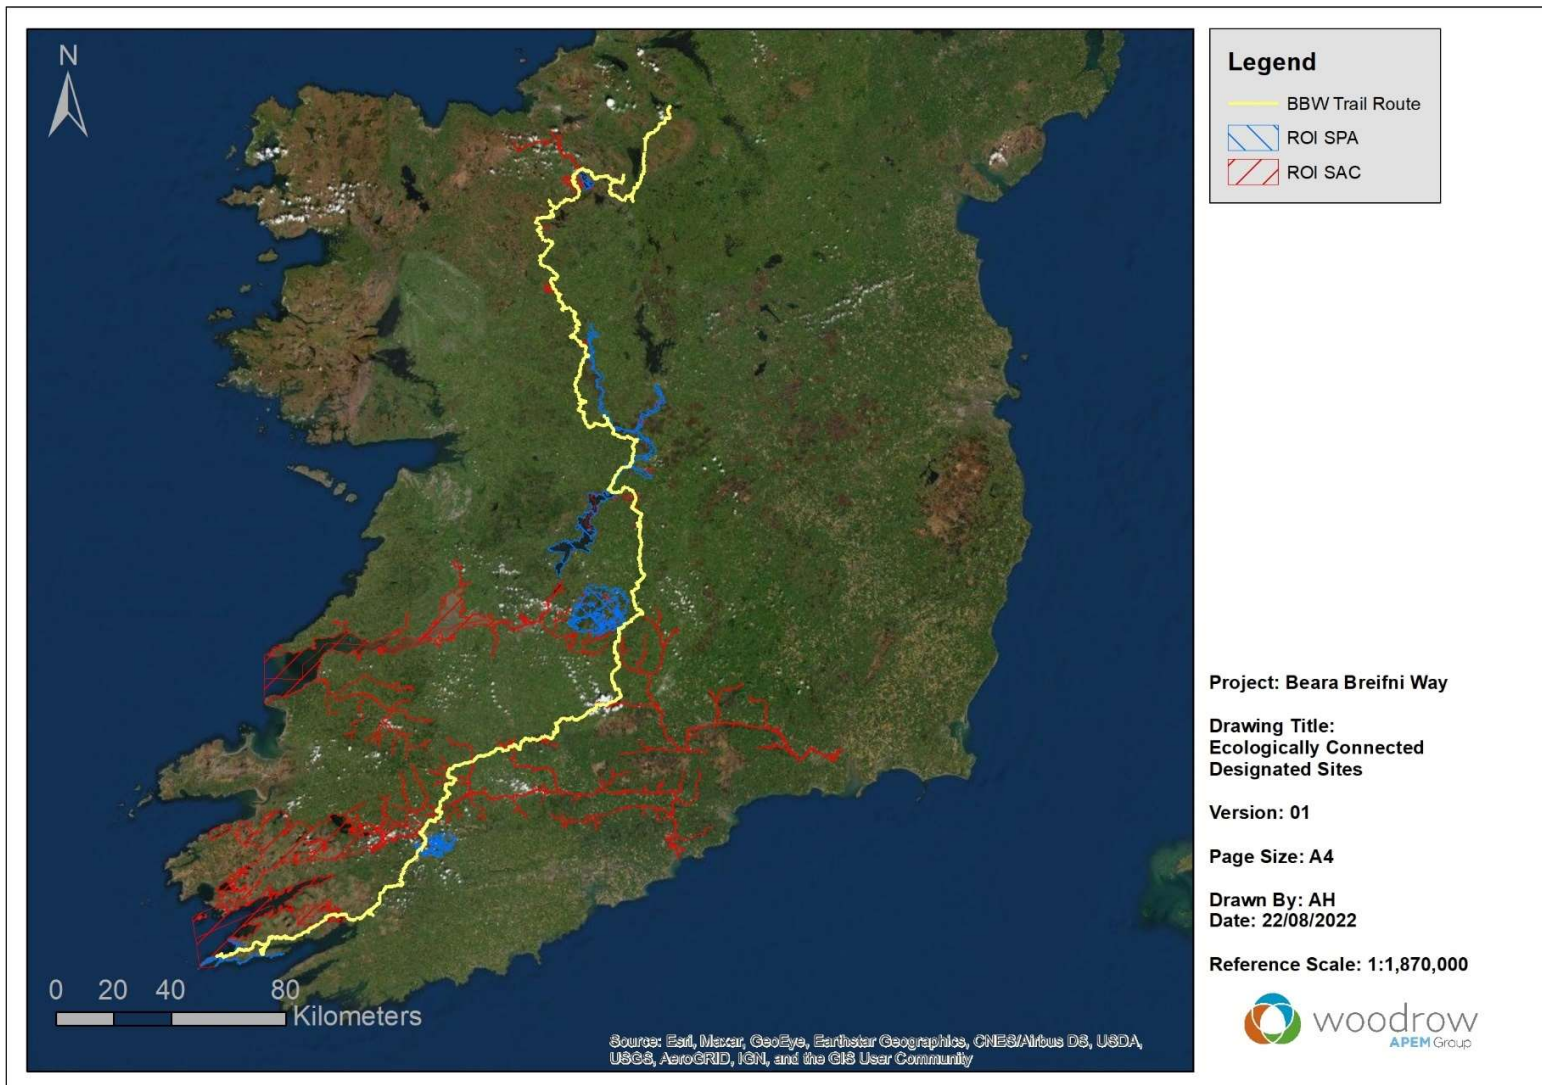 N
0 20 40 80
Kilometers
Source: Esri, Maxar, GeoEye, Earthstar Geographics, CNES/Airbus DS, USDA,
USGS, AeroGRID, IGN, and the GIS User Community
Legend
BBW Trail Route
ROI SPA
ROI SAC
Project: Beara Breifni Way
Drawing Title:
Ecologically Connected
Designated Sites
Version: 01
Page Size: A4
Drawn By: AH
Date: 22/08/2022
Reference Scale: 1:1,870,000
woodrow
APEM Group